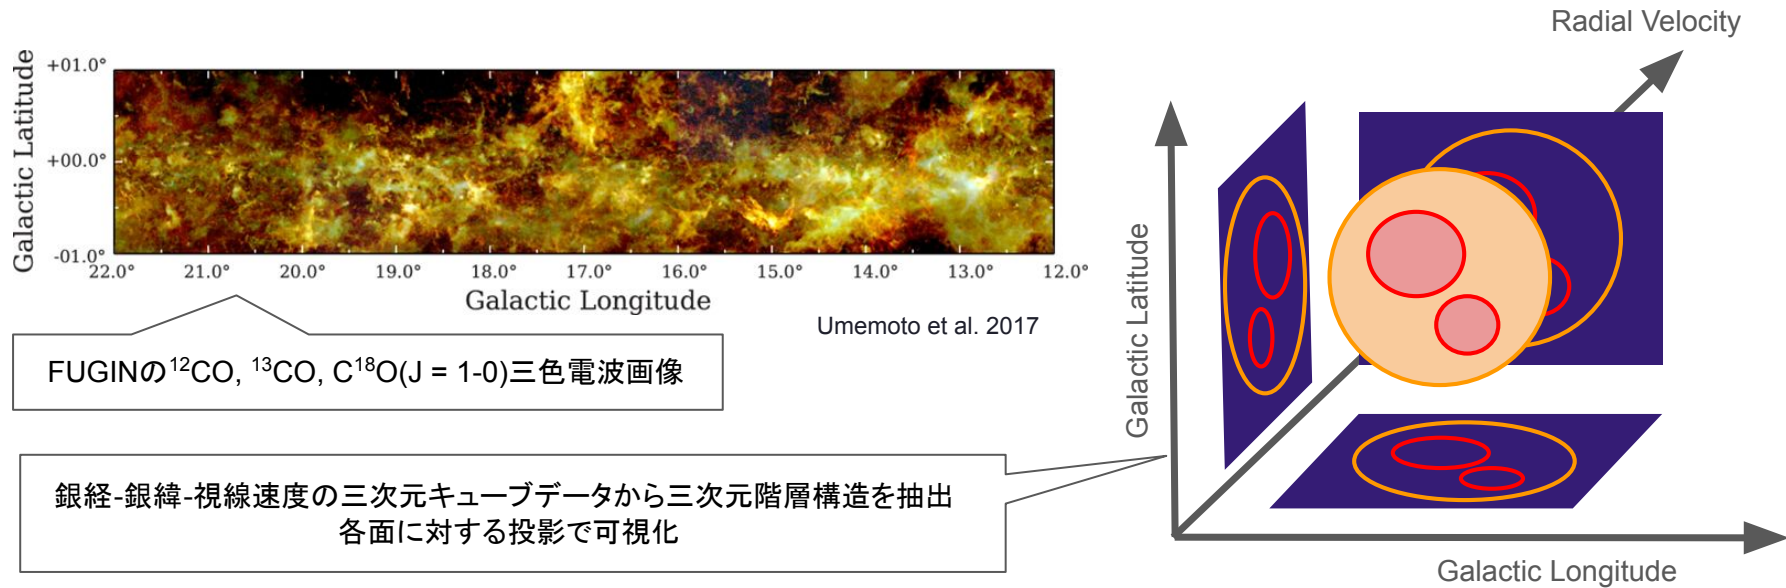 Galactic Latitude
+01.0°
+00.0°
-01.0°
22.0° 21.0° 20.0° 19.0° 18.0° 17.0° 16.0° 15.0° 14.0° 13.0° 12.0°
Galactic Longitude
Umemoto et al. 2017
FUGINの¹²CO, ¹³CO, C¹⁸O(J = 1-0)三色電波画像
銀経-銀緯-視線速度の三次元キューブデータから三次元階層構造を抽出
各面に対する投影で可視化
Radial Velocity
Galactic Latitude
Galactic Longitude